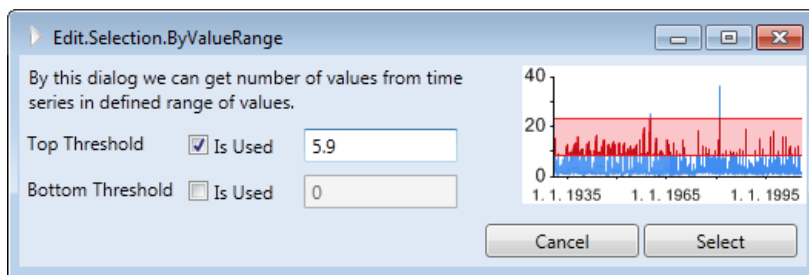 Edit.Selection.ByValueRange
By this dialog we can get number of values from time
series in defined range of values.
Top Threshold Is Used 5.9
Bottom Threshold Is Used 0
40
20
0
1. 1. 1935 1. 1. 1965 1. 1. 1995
Cancel Select